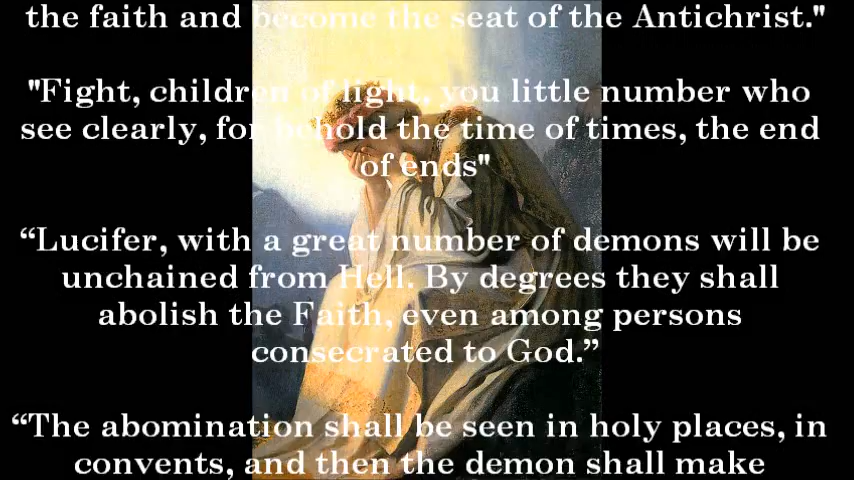 the faith and become the seat of the Antichrist."
"Fight, children of light, you little number who
see clearly, for behold the time of times, the end
of ends"
“Lucifer, with a great number of demons will be
unchained from Hell. By degrees they shall
abolish the Faith, even among persons
consecrated to God.”
“The abomination shall be seen in holy places, in
convents, and then the demon shall make